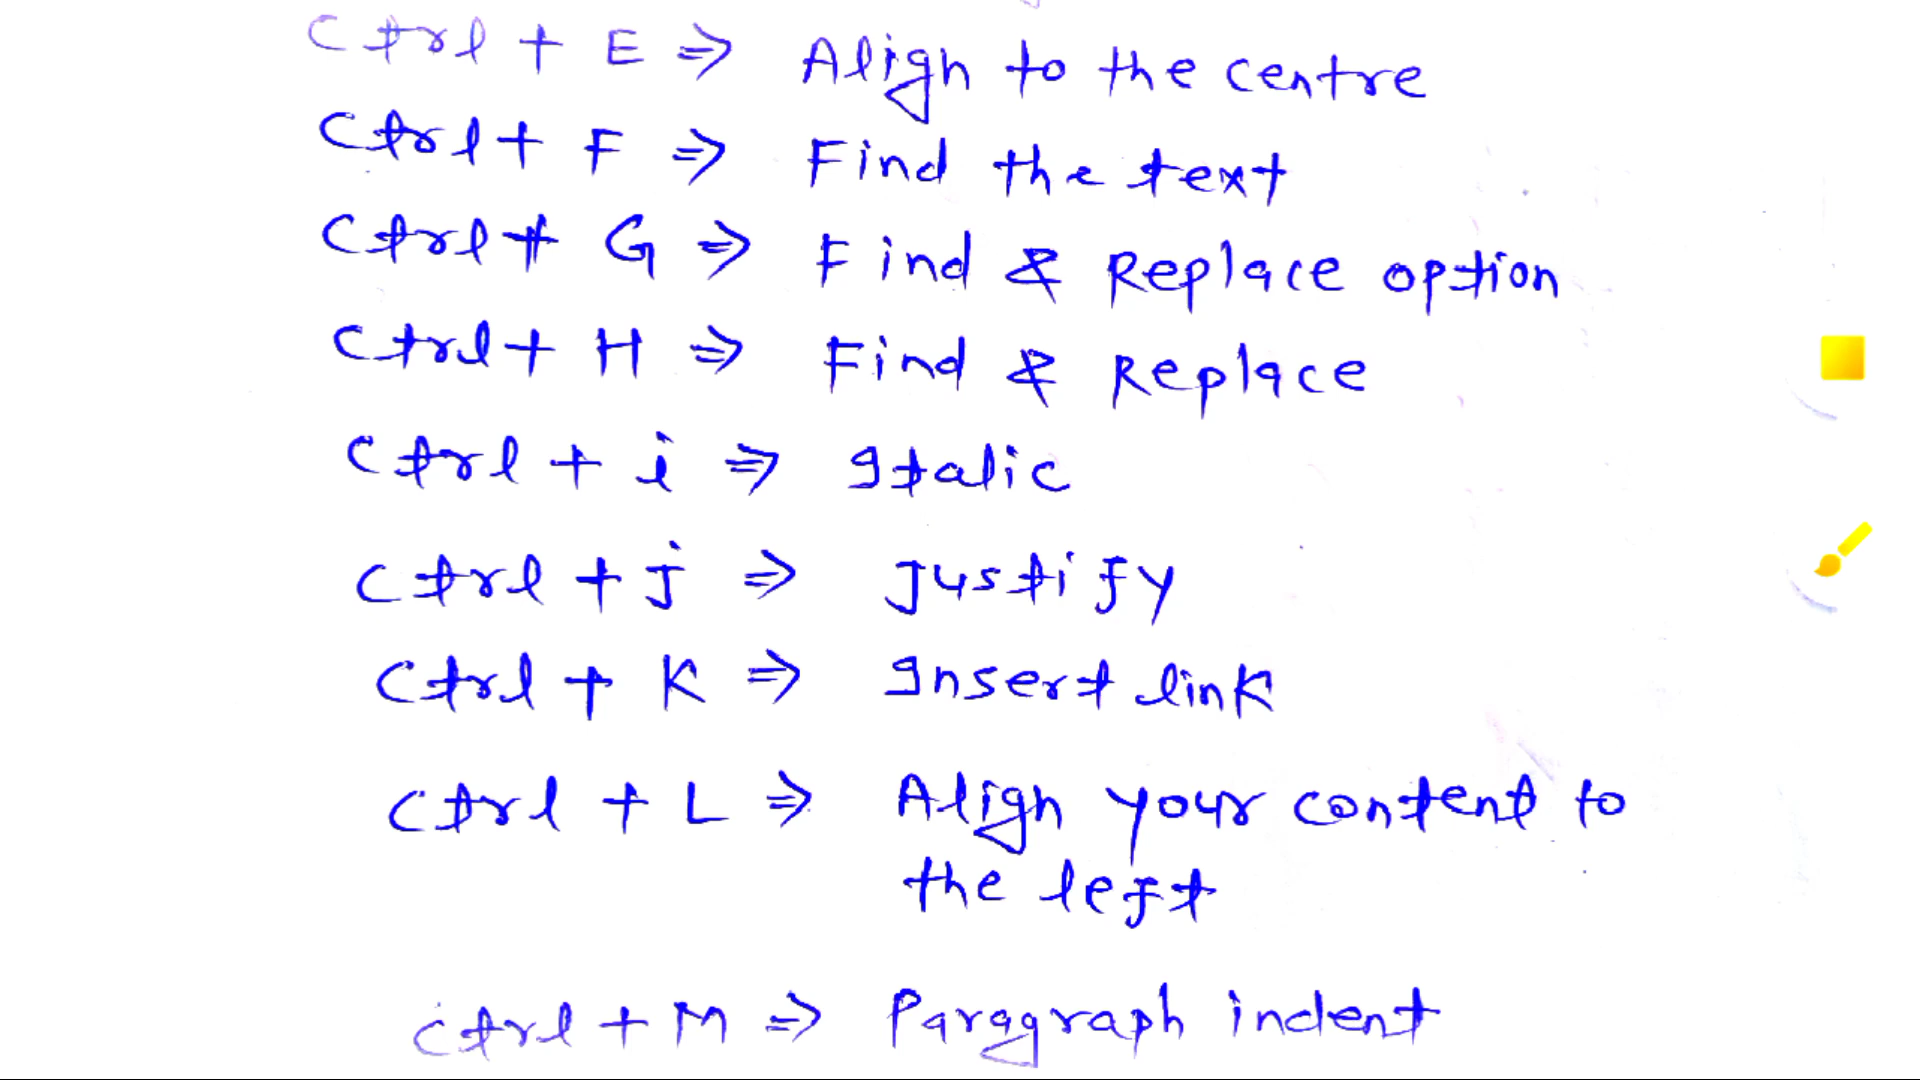 Ctrl + E ⇒ Align to the centre
Ctrl + F ⇒ Find the text
Ctrl + G ⇒ Find & Replace option
Ctrl + H ⇒ Find & Replace
Ctrl + i ⇒ Italic
Ctrl + j ⇒ Justify
Ctrl + K ⇒ Insert link
Ctrl + L ⇒ Align your content to
the left
Ctrl + M ⇒ Paragraph indent